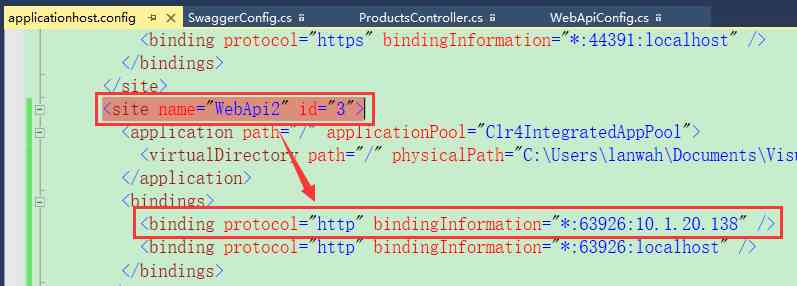 applicationhost.config SwaggerConfig.cs ProductsController.cs WebApiConfig.cs
<binding protocol="https" bindingInformation="*:44391:localhost" />
</bindings>
</site>
<site name="WebApi2" id="3">
<application path="/" applicationPool="Clr4IntegratedAppPool">
<virtualDirectory path="/" physicalPath="C:\Users\lanwah\Documents\Visu
</application>
<bindings>
<binding protocol="http" bindingInformation="*:63926:10.1.20.138" />
<binding protocol="http" bindingInformation="*:63926:localhost" />
</bindings>